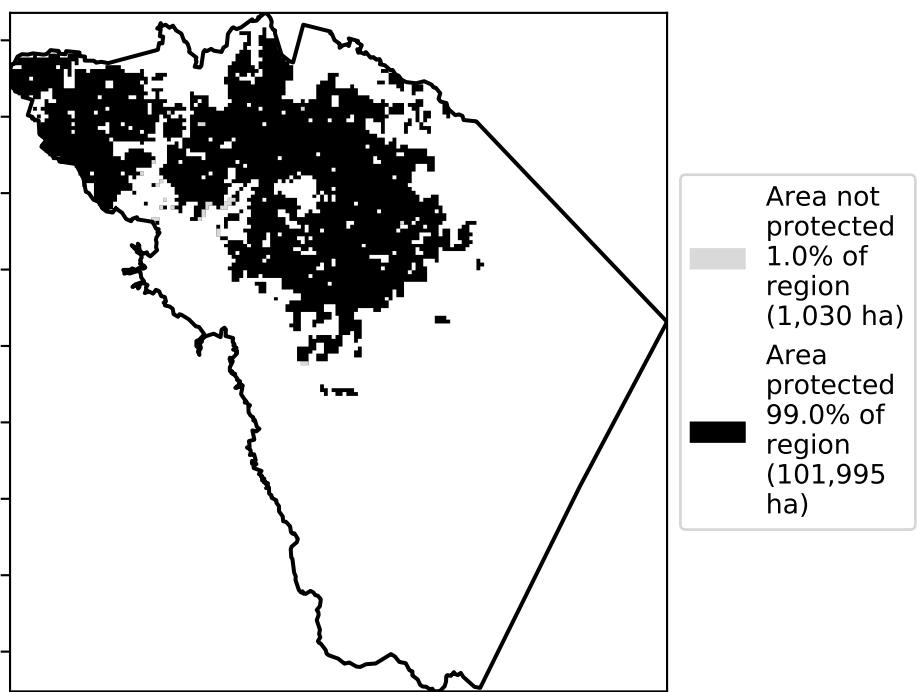 Area not
protected
1.0% of
region
(1,030 ha)
Area
protected
99.0% of
region
(101,995
ha)